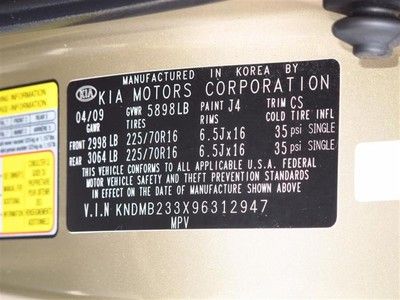 MANUFACTURED IN KOREA BY
KIA KIA MOTORS CORPORATION
04/09 GVWR 5898LB PAINT J4 TRIM CS
GAWR TIRES RIMS COLD TIRE INFL
FRONT 2998 LB 225/70R16 6.5Jx16 35 psi SINGLE
REAR 3064 LB 225/70R16 6.5Jx16 35 psi SINGLE
THIS VEHICLE CONFORMS TO ALL APPLICABLE U.S.A. FEDERAL
MOTOR VEHICLE SAFETY AND THEFT PREVENTION STANDARDS
IN EFFECT ON THE DATE OF MANUFACTURE SHOWN ABOVE.
V.I.N KNDMB233X96312947
MPV